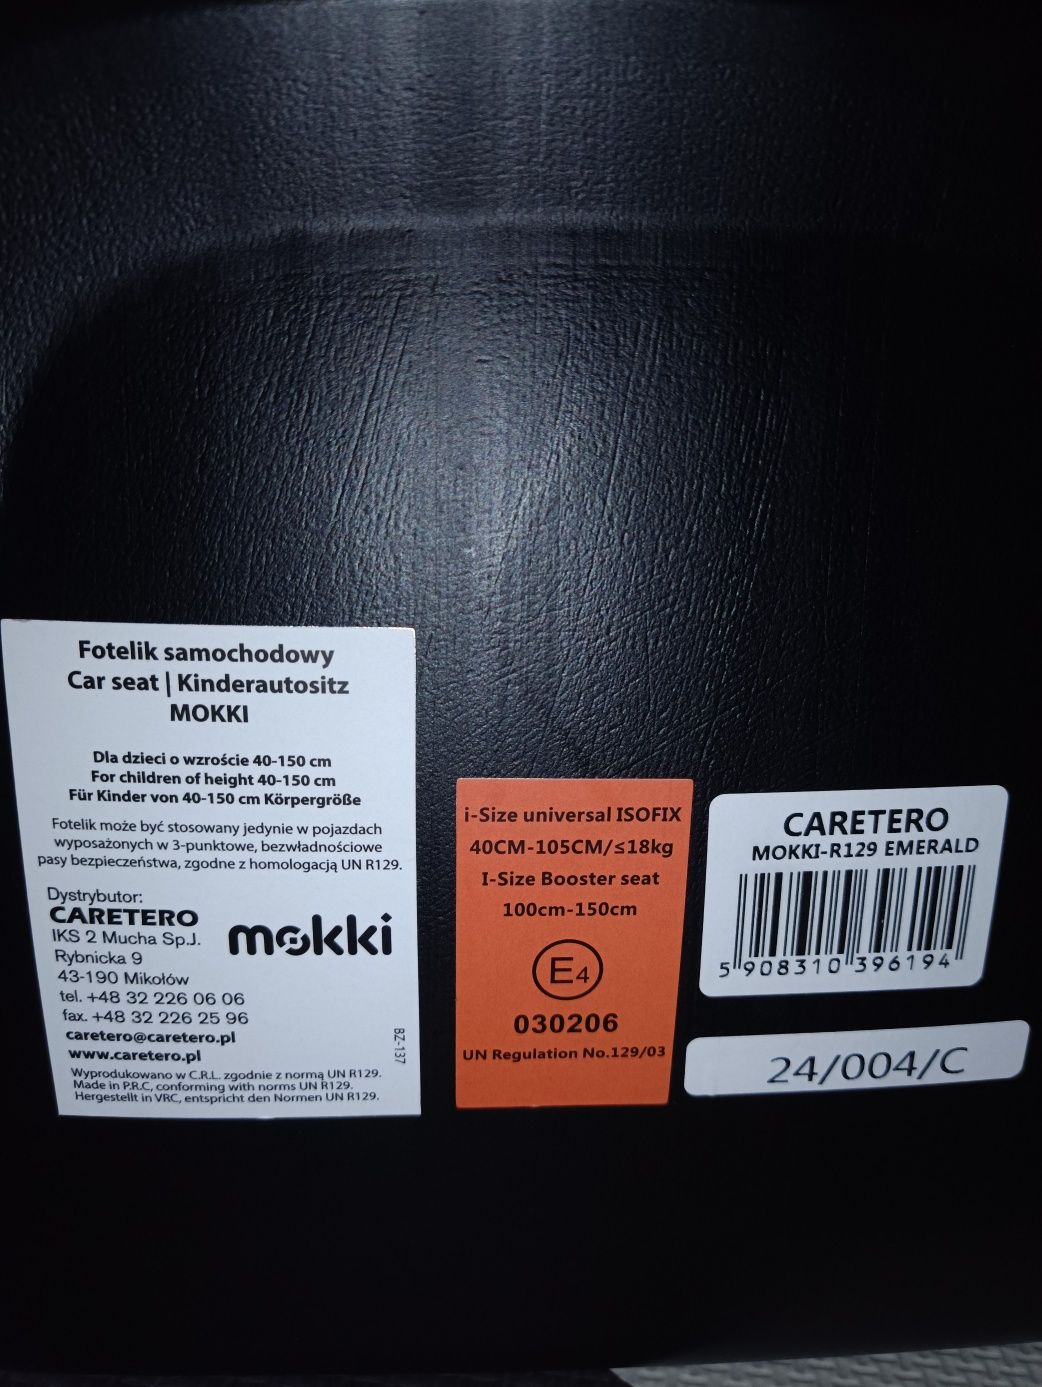 Fotelik samochodowy
Car seat | Kinderautositz
MOKKI
Dla dzieci o wzroście 40-150 cm
For children of height 40-150 cm
Für Kinder von 40-150 cm Körpergröße
Fotelik może być stosowany jedynie w pojazdach
wyposażonych w 3-punktowe, bezwładnościowe
pasy bezpieczeństwa, zgodne z homologacją UN R129.
Dystrybutor:
CARETERO
IKS 2 Mucha Sp.J.
Rybnicka 9
43-190 Mikołów
tel. +48 32 226 06 06
fax. +48 32 226 25 96
caretero@caretero.pl
www.caretero.pl
mokki
BZ-137
Wyprodukowano w C.R.L. zgodnie z normą UN R129.
Made in P.R.C, conforming with norms UN R129.
Hergestellt in VRC, entspricht den Normen UN R129.
i-Size universal ISOFIX
40CM-105CM/≤18kg
I-Size Booster seat
100cm-150cm
E4
030206
UN Regulation No.129/03
CARETERO
MOKKI-R129 EMERALD
5 908310 396194
24/004/C